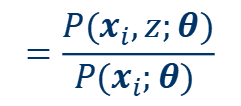 = P(xᵢ, z; θ) / P(xᵢ; θ)